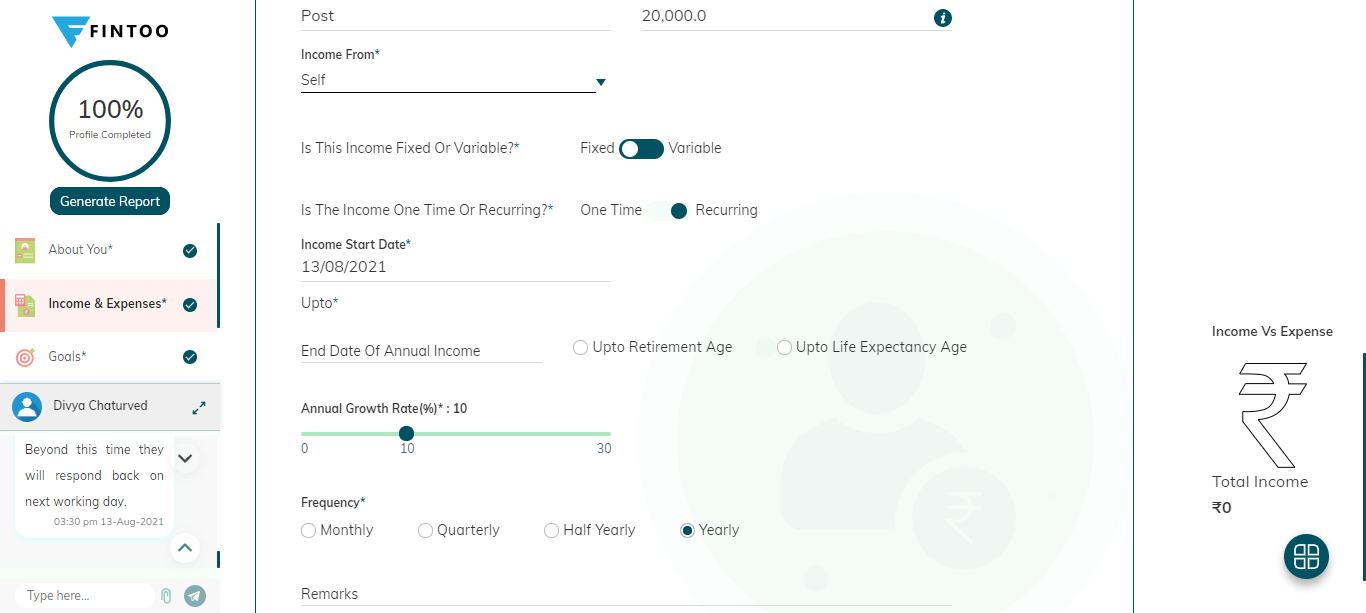 FINTOO
100%
Profile Completed
Generate Report
About You*
Income & Expenses*
Goals*
Divya Chaturved
Beyond this time they
will respond back on
next working day.
03:30 pm 13-Aug-2021
Type here...
Post 20,000.0
Income From*
Self
Is This Income Fixed Or Variable?* Fixed Variable
Is The Income One Time Or Recurring?* One Time Recurring
Income Start Date*
13/08/2021
Upto*
End Date Of Annual Income Upto Retirement Age Upto Life Expectancy Age
Annual Growth Rate(%)* : 10
0 10 30
Frequency*
Monthly Quarterly Half Yearly Yearly
Remarks
Income Vs Expense
₹
Total Income
₹0